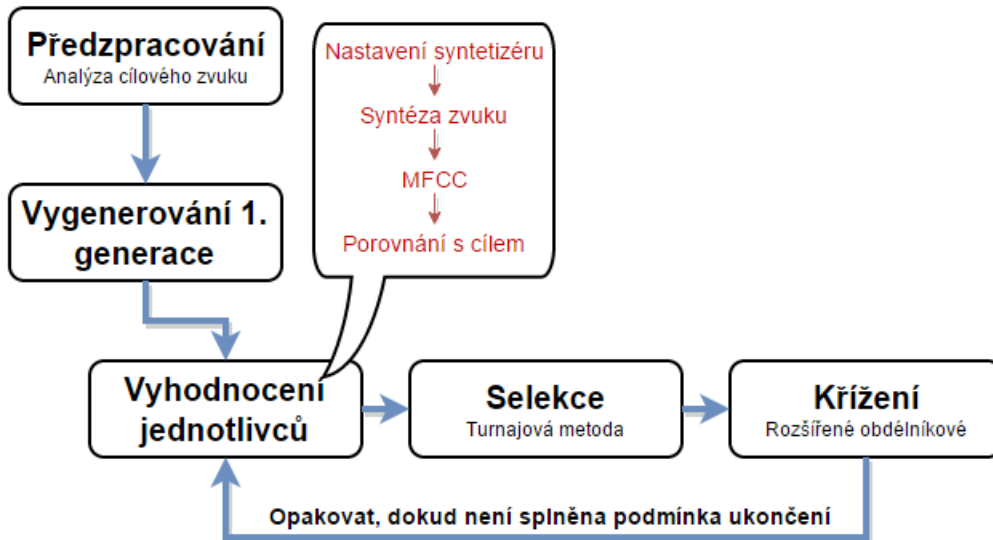 Předzpracování
Analýza cílového zvuku
Vygenerování 1.
generace
Nastavení syntetizéru
Syntéza zvuku
MFCC
Porovnání s cílem
Vyhodnocení
jednotlivců
Selekce
Turnajová metoda
Křížení
Rozšířené obdélníkové
Opakovat, dokud není splněna podmínka ukončení